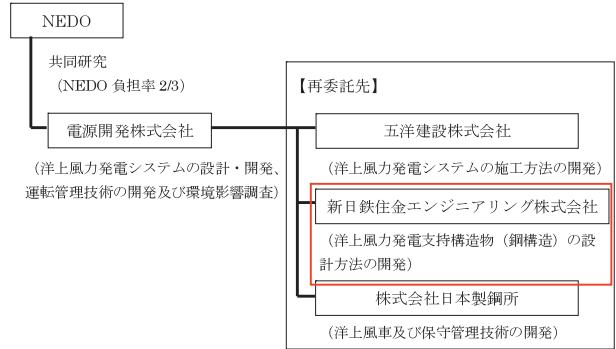 NEDO
共同研究
(NEDO 負担率 2/3)
電源開発株式会社
(洋上風力発電システムの設計・開発、
運転管理技術の開発及び環境影響調査)
【再委託先】
五洋建設株式会社
(洋上風力発電システムの施工方法の開発)
新日鉄住金エンジニアリング株式会社
(洋上風力発電支持構造物(鋼構造)の設
計方法の開発)
株式会社日本製鋼所
(洋上風車及び保守管理技術の開発)